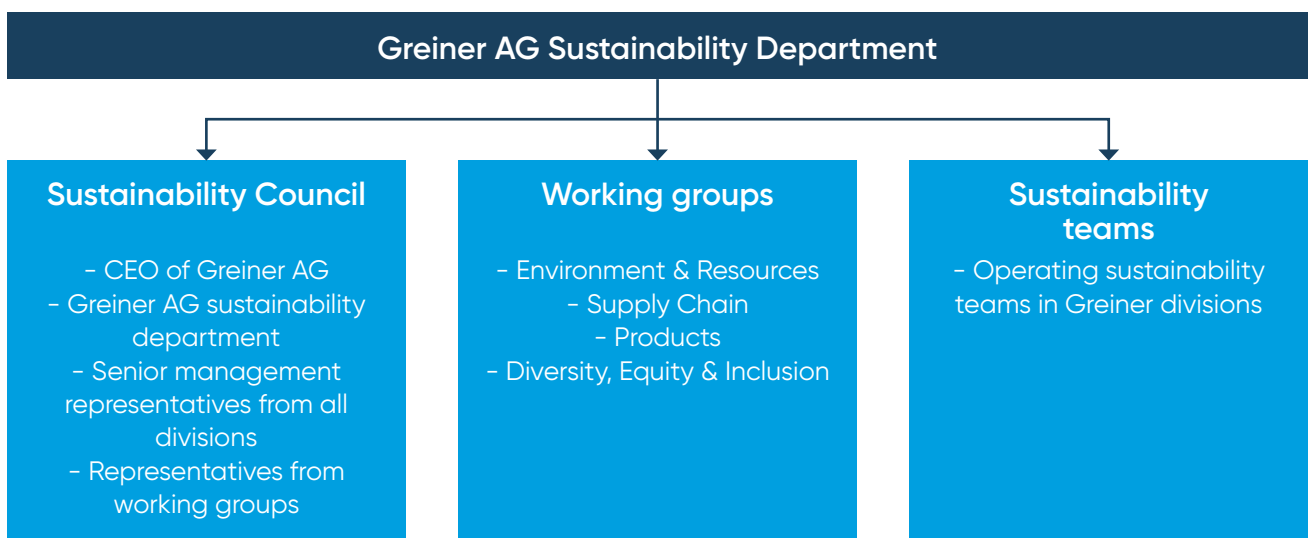 Greiner AG Sustainability Department
Sustainability Council
- CEO of Greiner AG
- Greiner AG sustainability
department
- Senior management
representatives from all
divisions
- Representatives from
working groups
Working groups
- Environment & Resources
- Supply Chain
- Products
- Diversity, Equity & Inclusion
Sustainability
teams
- Operating sustainability
teams in Greiner divisions